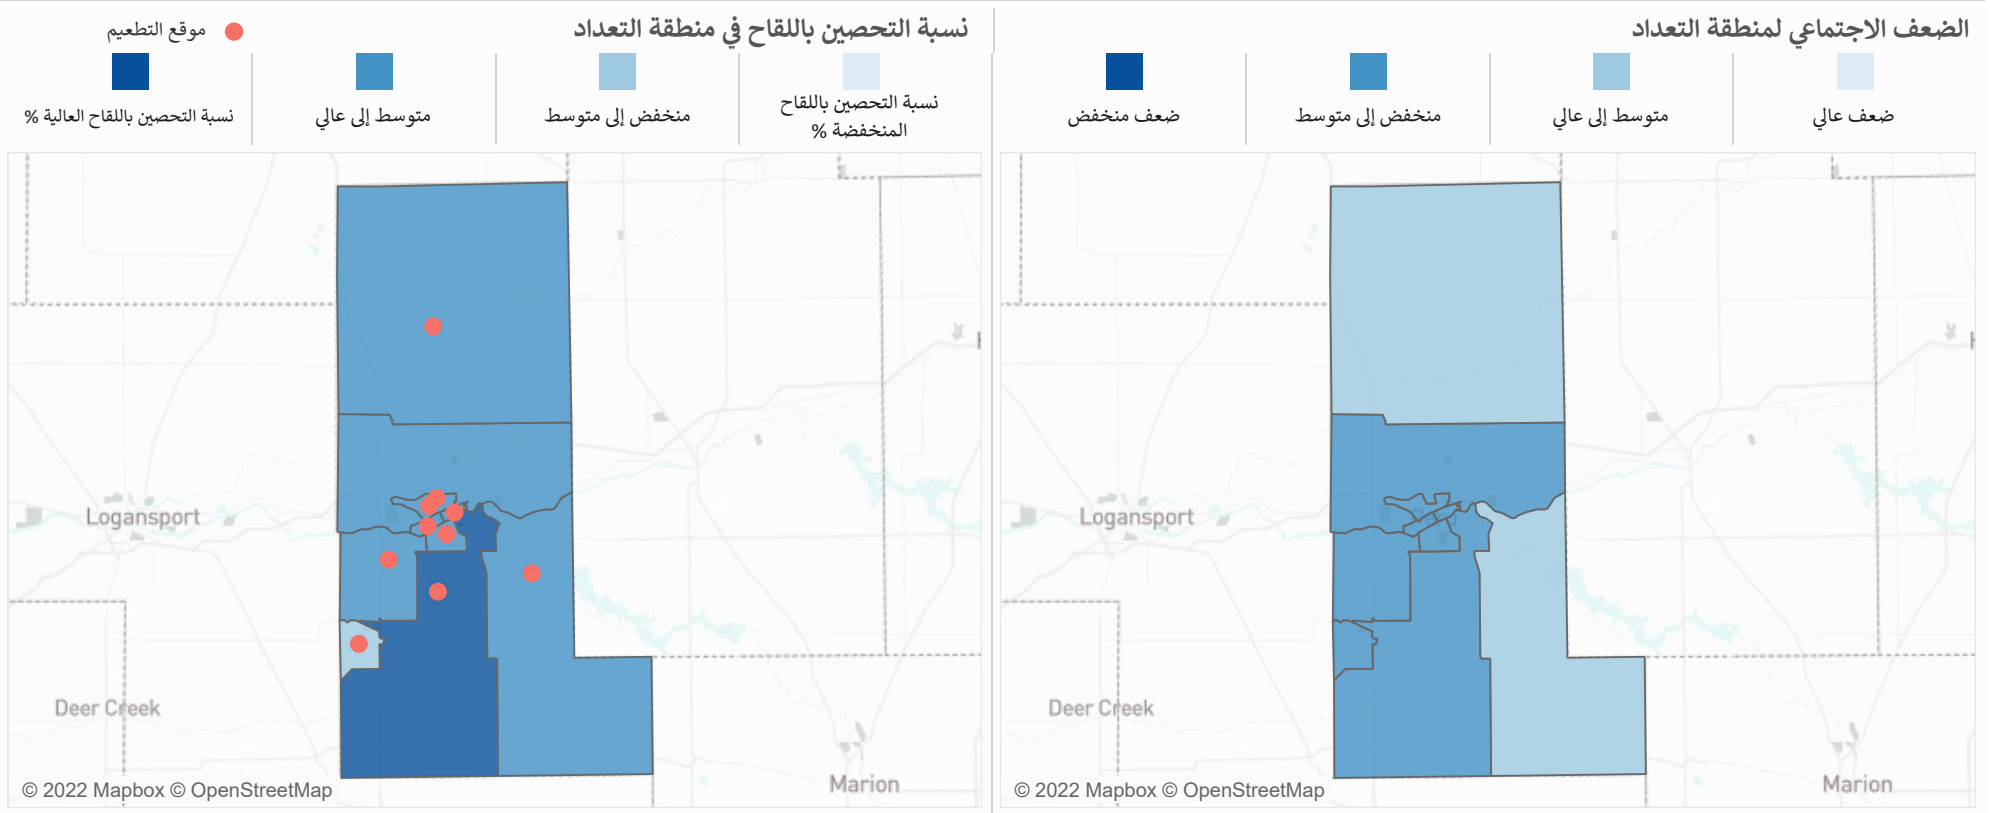 الضعف الاجتماعي لمنطقة التعداد
ضعف عالي
متوسط إلى عالي
منخفض إلى متوسط
ضعف منخفض
Logansport
Deer Creek
Marion
© 2022 Mapbox © OpenStreetMap
نسبة التحصين باللقاح في منطقة التعداد
موقع التطعيم
نسبة التحصين باللقاح
المنخفضة %
منخفض إلى متوسط
متوسط إلى عالي
نسبة التحصين باللقاح العالية %
Logansport
Deer Creek
Marion
© 2022 Mapbox © OpenStreetMap